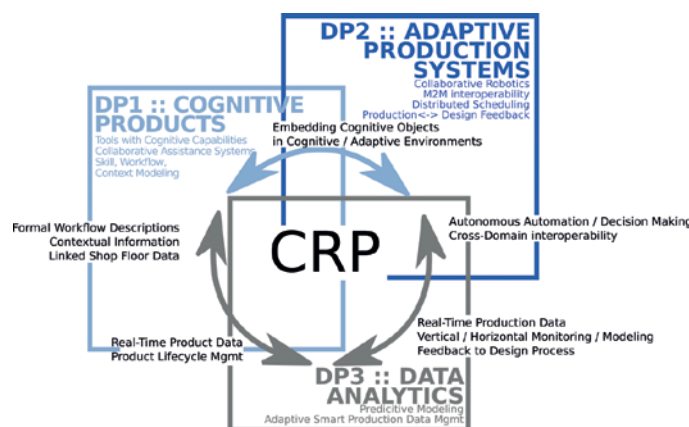 DP2 :: ADAPTIVE
PRODUCTION
SYSTEMS
Collaborative Robotics
M2M interoperability
Distributed Scheduling
Production<-> Design Feedback
DP1 :: COGNITIVE
PRODUCTS
Tools with Cognitive Capabilities
Collaborative Assistance Systems
Skill, Workflow,
Context Modeling
Embedding Cognitive Objects
in Cognitive / Adaptive Environments
Formal Workflow Descriptions
Contextual Information
Linked Shop Floor Data
CRP
Autonomous Automation / Decision Making
Cross-Domain interoperability
Real-Time Product Data
Product Lifecycle Mgmt
Real-Time Production Data
Vertical / Horizontal Monitoring / Modeling
Feedback to Design Process
DP3 :: DATA
ANALYTICS
Predicitive Modeling
Adaptive Smart Production Data Mgmt